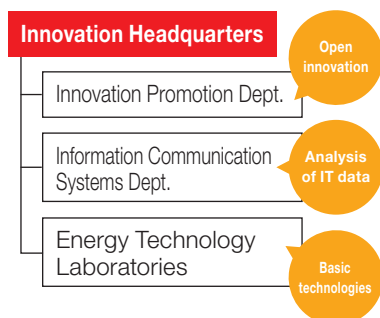 Innovation Headquarters
Open
innovation
Innovation Promotion Dept.
Information Communication
Systems Dept.
Analysis
of IT data
Energy Technology
Laboratories
Basic
technologies